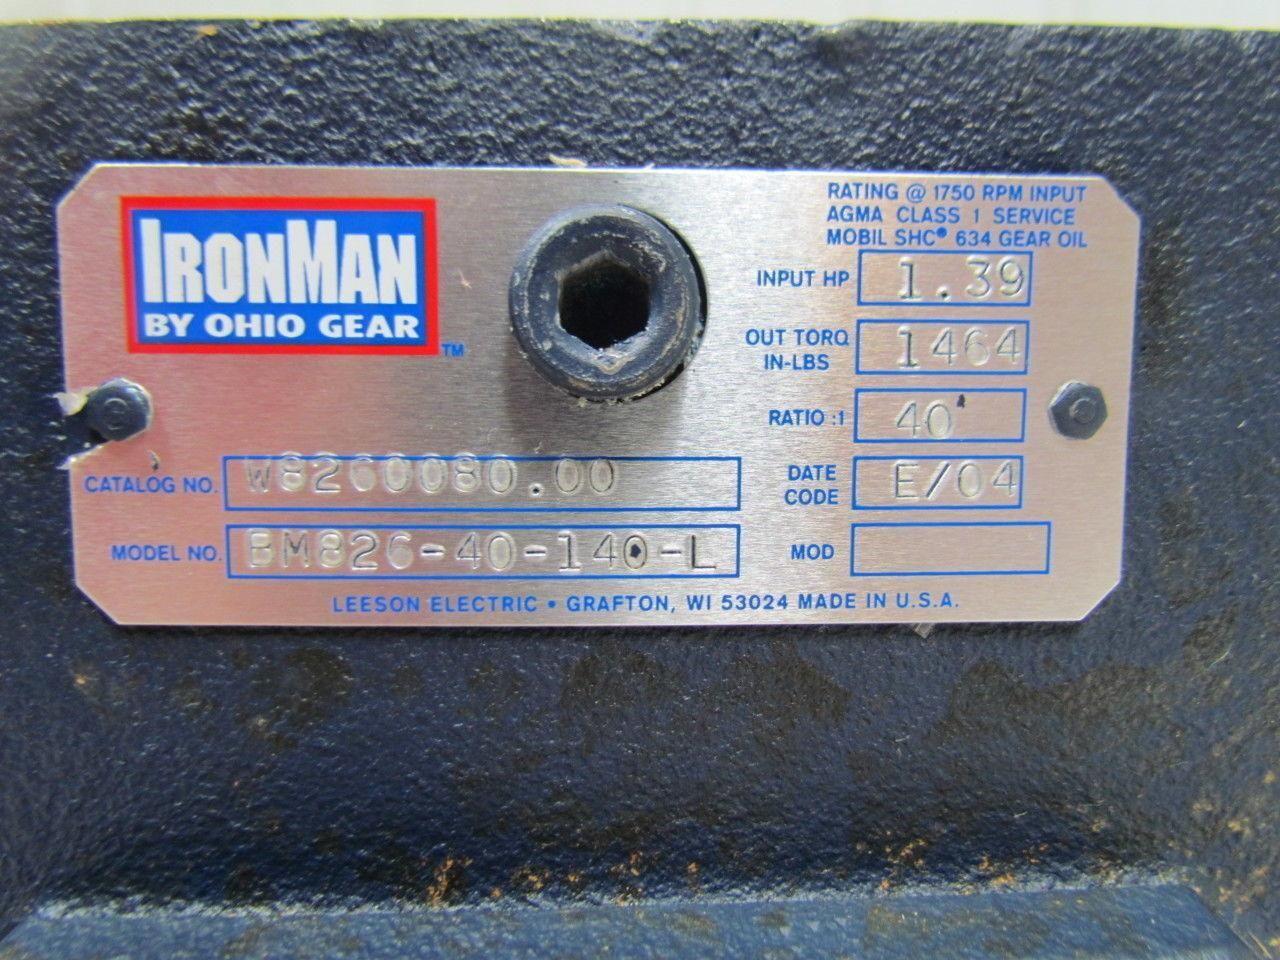 IRONMAN
BY OHIO GEAR
™
RATING @ 1750 RPM INPUT
AGMA CLASS 1 SERVICE
MOBIL SHC® 634 GEAR OIL
INPUT HP 1.39
OUT TORQ IN-LBS 1464
RATIO :1 40
CATALOG NO. W8260080.00
DATE CODE E/04
MODEL NO. BM826-40-140-L
MOD
LEESON ELECTRIC • GRAFTON, WI 53024 MADE IN U.S.A.